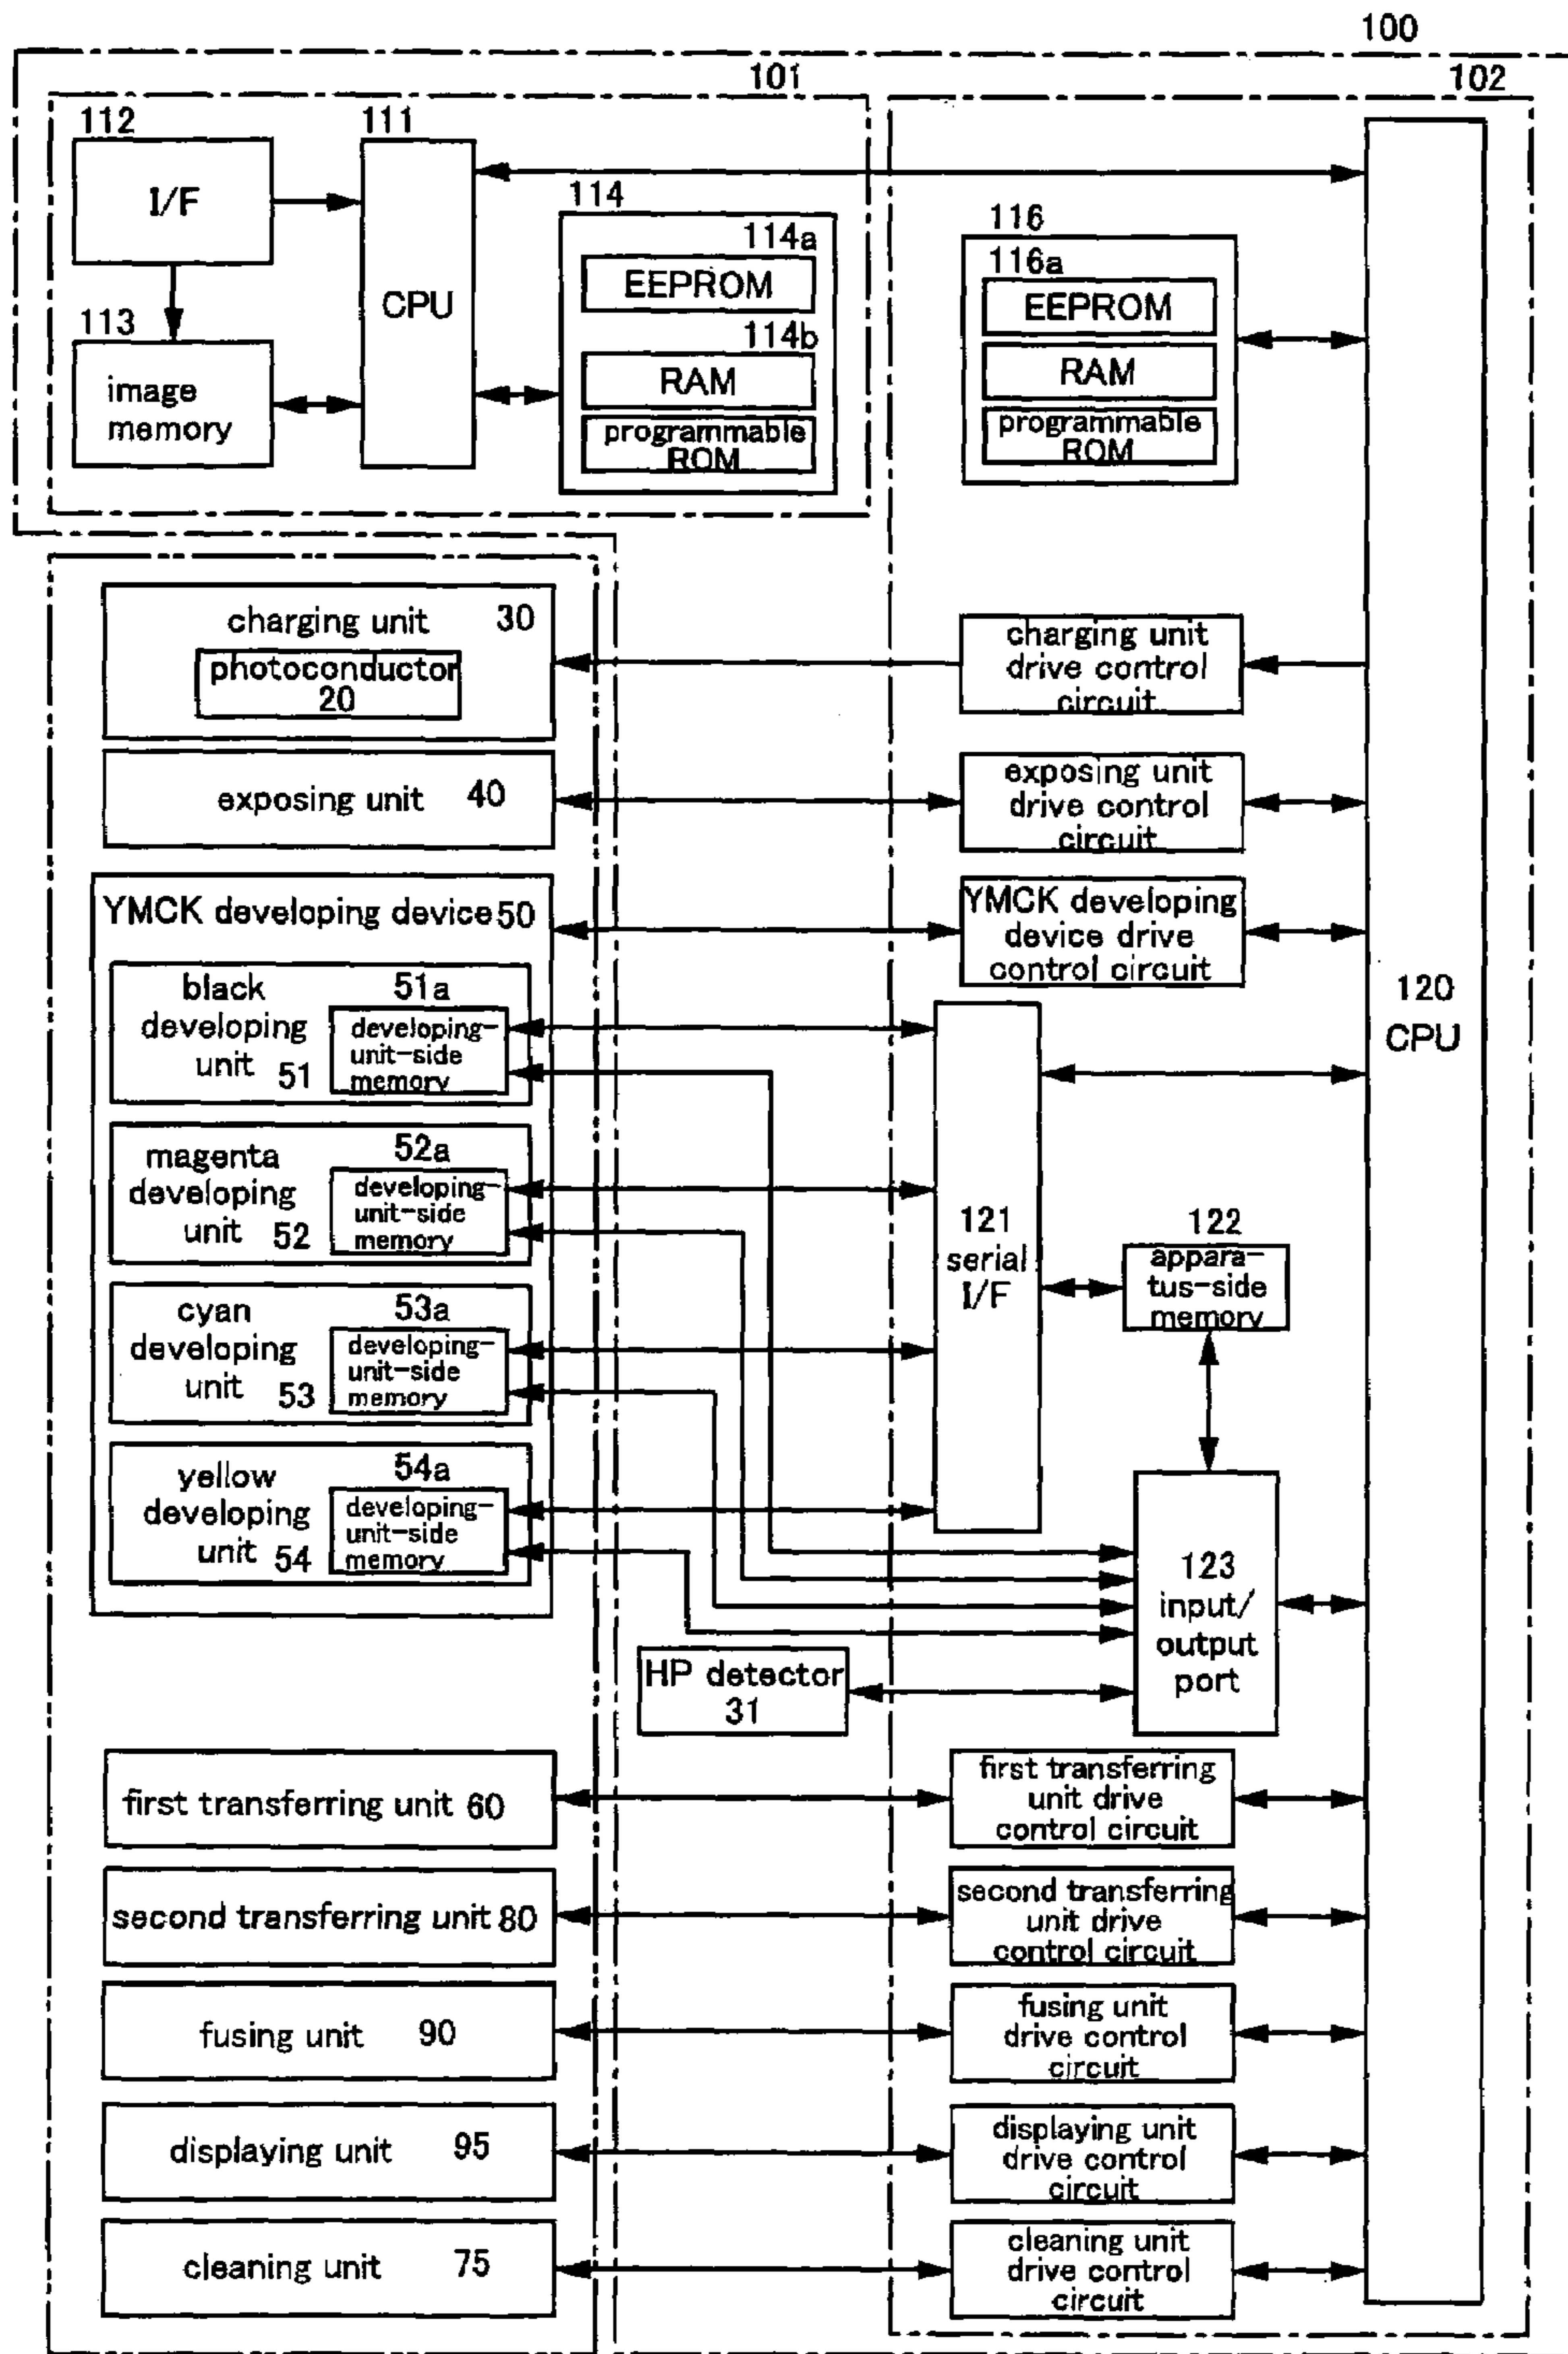 100
101
102
112
111
I/F
CPU
113
image
memory
114
114a
EEPROM
114b
RAM
programmable
ROM
116
116a
EEPROM
RAM
programmable
ROM
charging unit 30
photoconductor
20
charging unit
drive control
circuit
exposing unit 40
exposing unit
drive control
circuit
YMCK developing device 50
YMCK developing
device drive
control circuit
120
CPU
black
developing
unit 51
51a
developing-
unit-side
memory
magenta
developing
unit 52
52a
developing-
unit-side
memory
cyan
developing
unit 53
53a
developing-
unit-side
memory
yellow
developing
unit 54
54a
developing-
unit-side
memory
121
serial
I/F
122
appara-
tus-side
memory
123
input/
output
port
HP detector
31
first transferring unit 60
first transferring
unit drive
control circuit
second transferring unit 80
second transferring
unit drive
control circuit
fusing unit 90
fusing unit
drive control
circuit
displaying unit 95
displaying unit
drive control
circuit
cleaning unit 75
cleaning unit
drive control
circuit